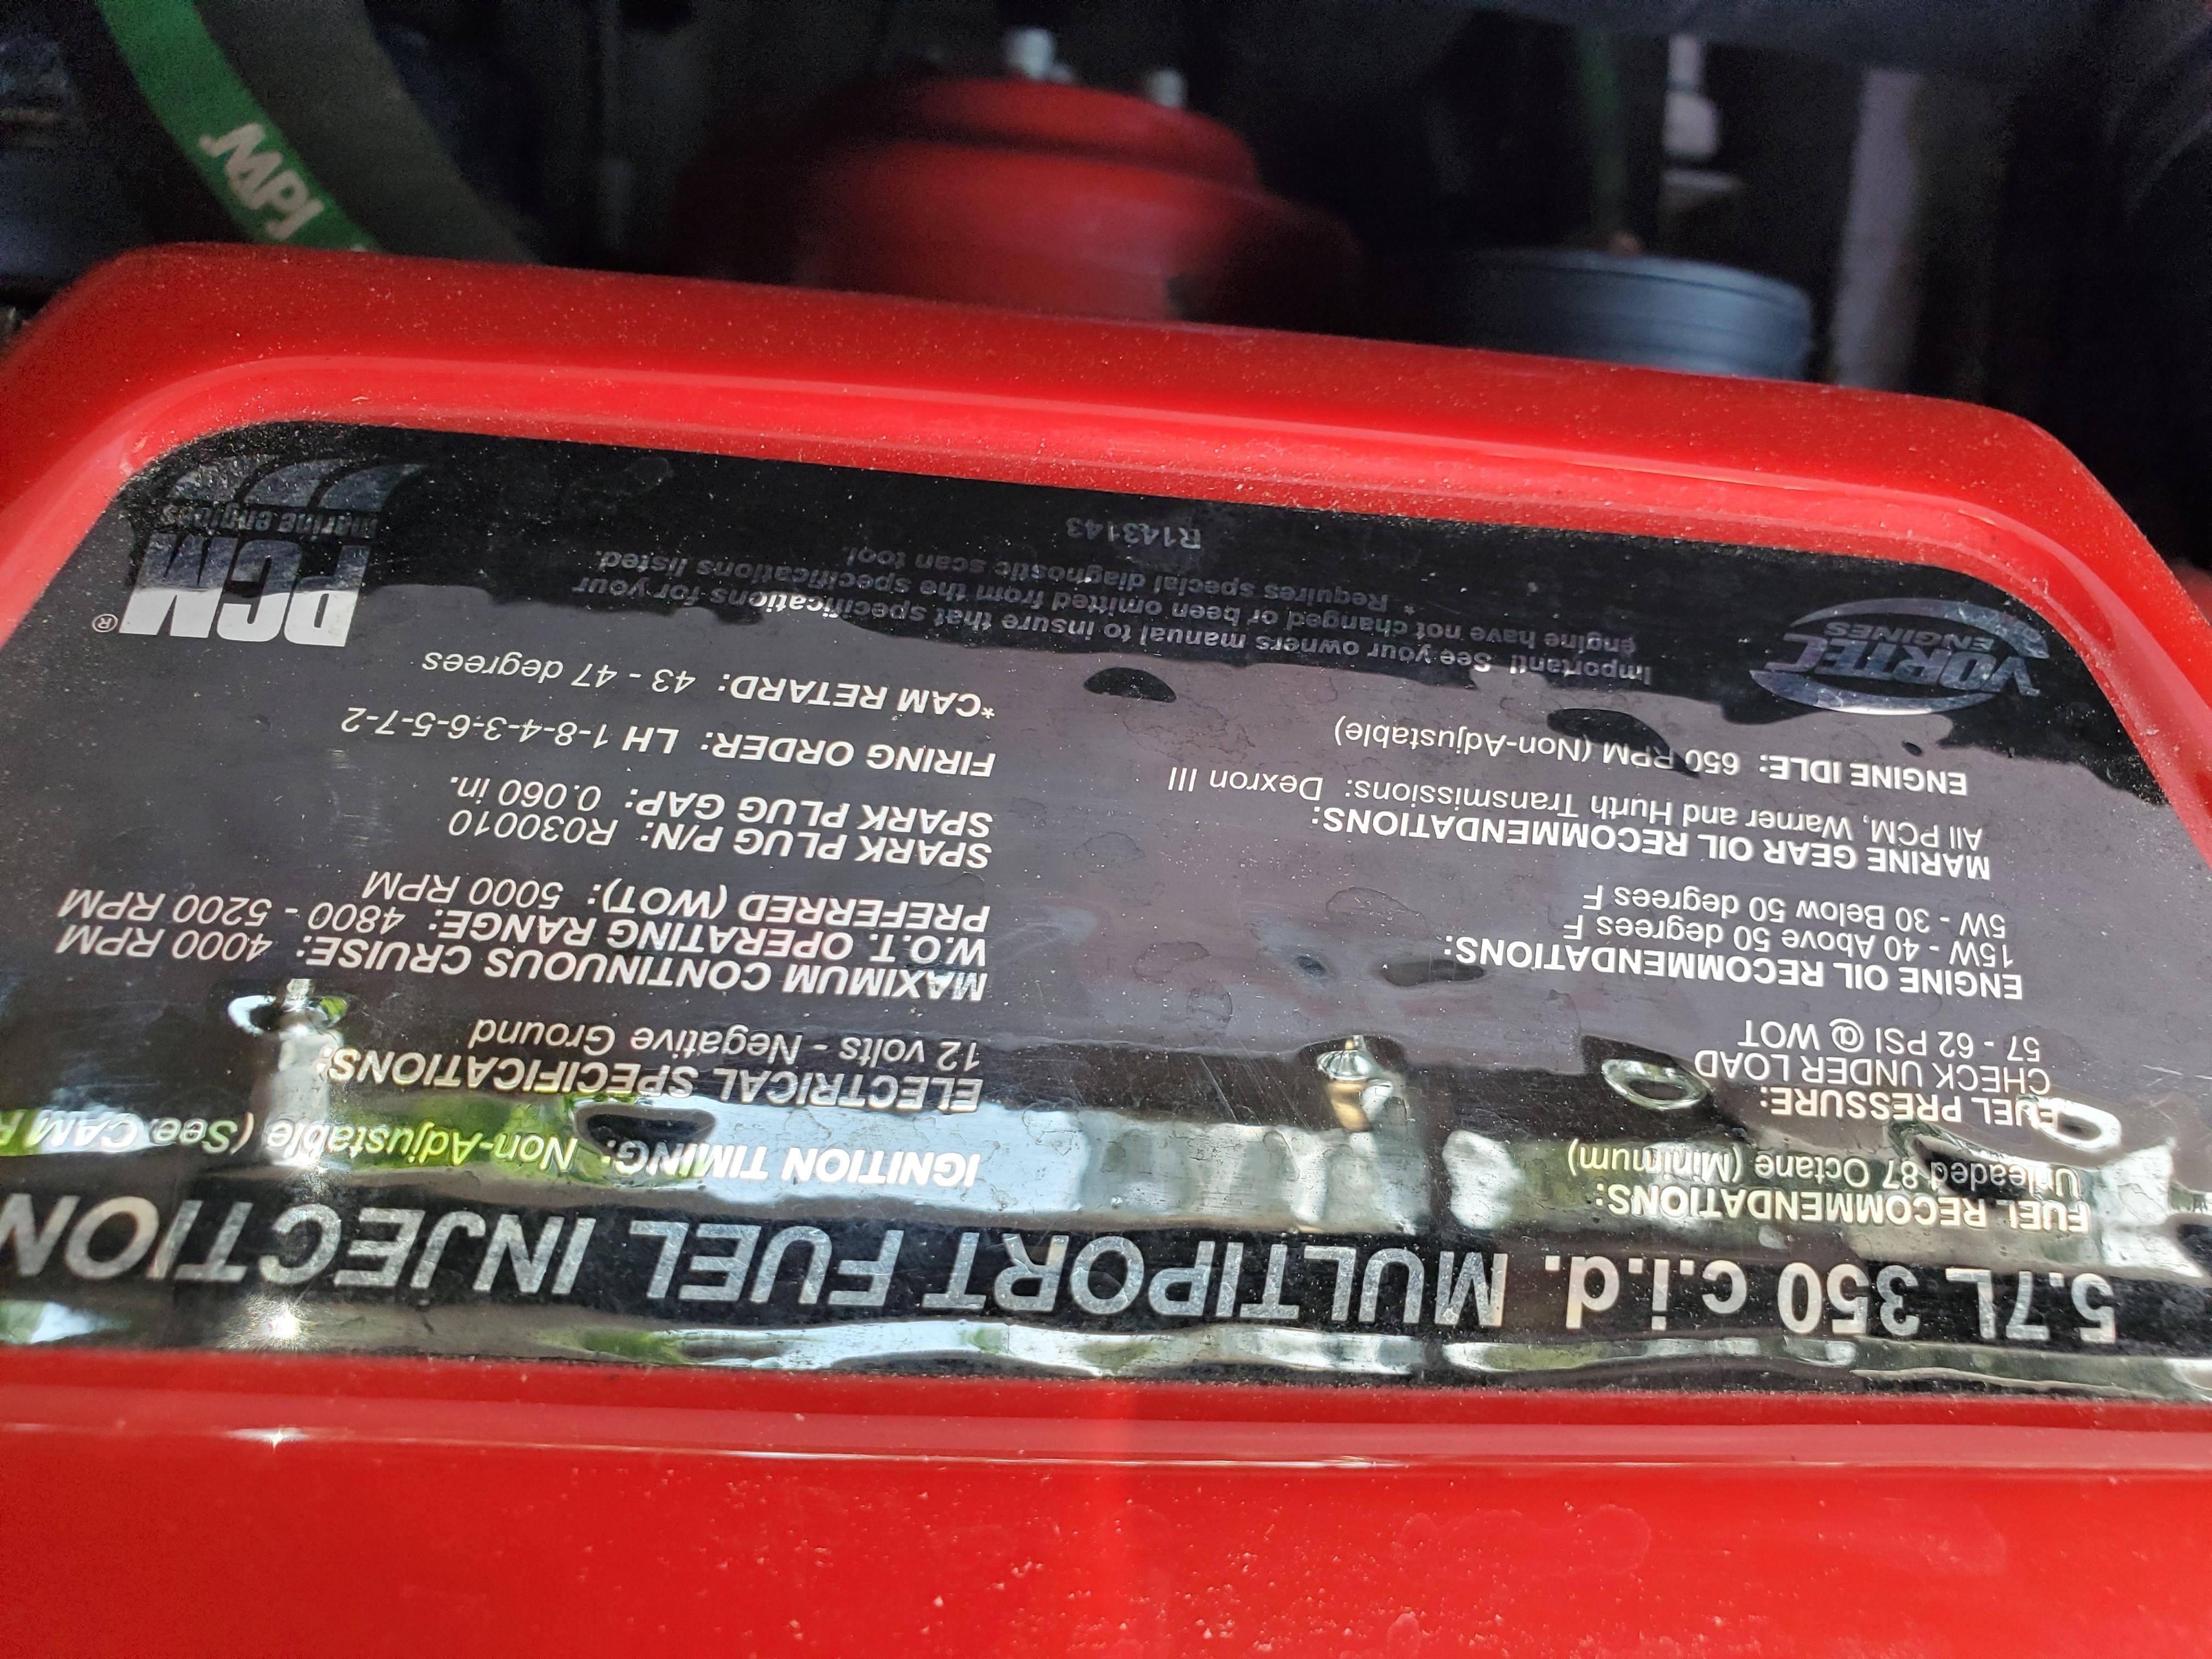 5.7L 350 c.i.d. MULTIPORT FUEL INJECTION
FUEL RECOMMENDATIONS:
Unleaded 87 Octane (Minimum)
FUEL PRESSURE:
CHECK UNDER LOAD
57 - 62 PSI @ WOT
ENGINE OIL RECOMMENDATIONS:
15W - 40 Above 50 degrees F
5W - 30 Below 50 degrees F
MARINE GEAR OIL RECOMMENDATIONS:
All PCM, Warner and Hurth Transmissions: Dexron III
ENGINE IDLE: 650 RPM (Non-Adjustable)
IGNITION TIMING: Non-Adjustable (See CAM R
ELECTRICAL SPECIFICATIONS:
12 volts - Negative Ground
MAXIMUM CONTINUOUS CRUISE: 4000 RPM
W.O.T. OPERATING RANGE: 4800 - 5200 RPM
PREFERRED (WOT): 5000 RPM
SPARK PLUG P/N: R030010
SPARK PLUG GAP: 0.060 in.
FIRING ORDER: LH 1-8-4-3-6-5-7-2
*CAM RETARD: 43 - 47 degrees
VORTEC
ENGINES
Important! See your owners manual to insure that specifications for your
engine have not changed or been omitted from the specifications listed.
* Requires special diagnostic scan tool.
R143143
PCM®
marine engines
MPI